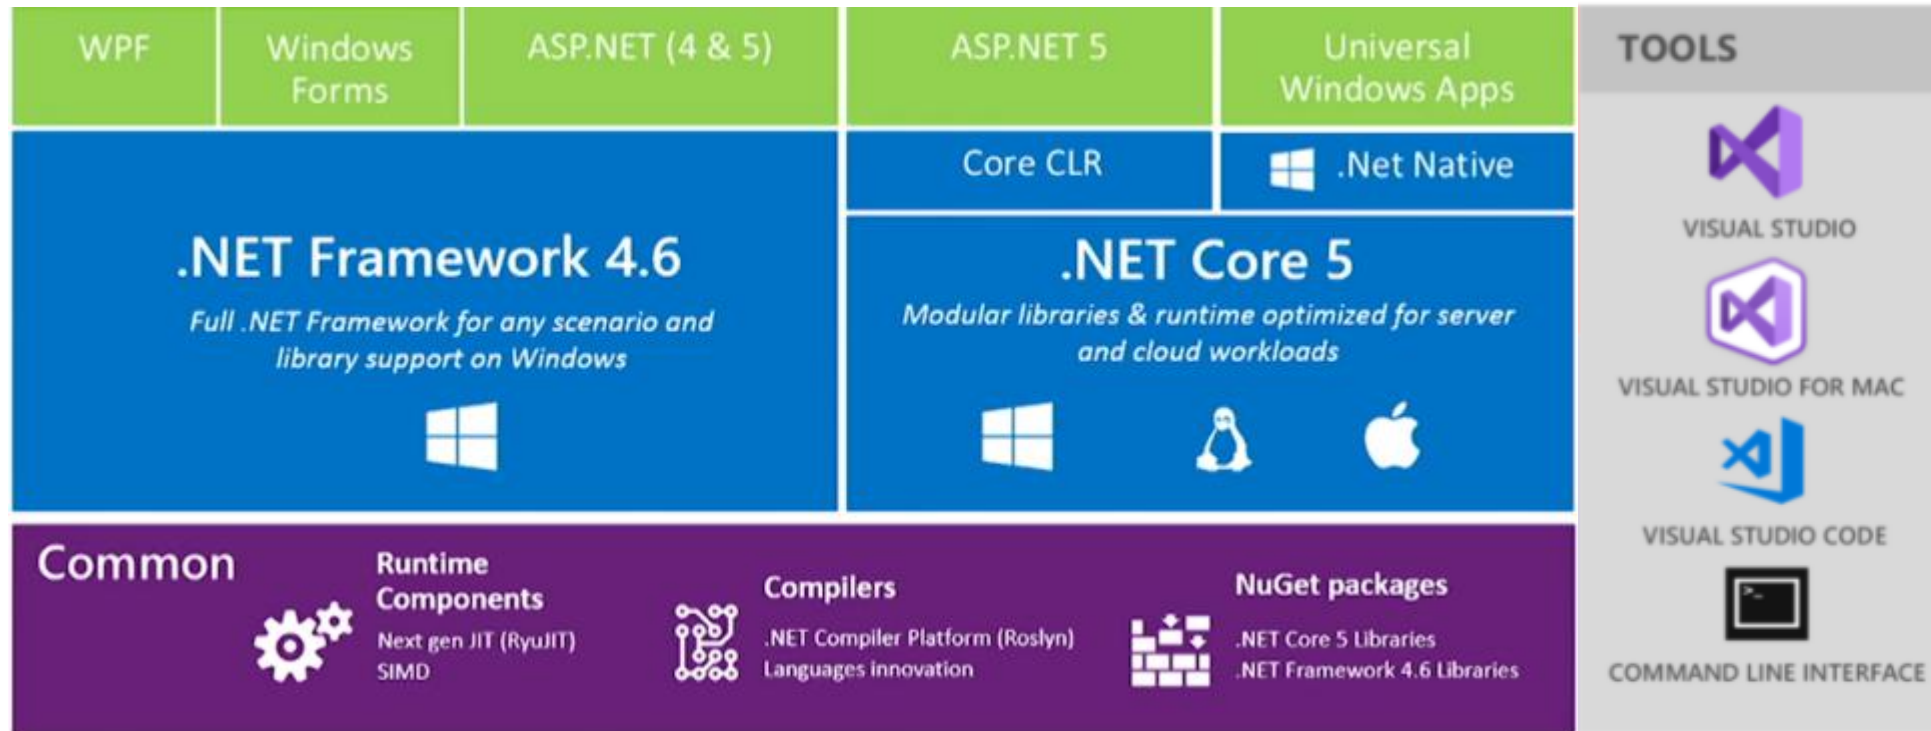 WPF
Windows
Forms
ASP.NET (4 & 5)
ASP.NET 5
Universal
Windows Apps
Core CLR
.Net Native
.NET Framework 4.6
Full .NET Framework for any scenario and
library support on Windows
.NET Core 5
Modular libraries & runtime optimized for server
and cloud workloads
Common
Runtime
Components
Next gen JIT (RyuJIT)
SIMD
Compilers
.NET Compiler Platform (Roslyn)
Languages innovation
NuGet packages
.NET Core 5 Libraries
.NET Framework 4.6 Libraries
TOOLS
VISUAL STUDIO
VISUAL STUDIO FOR MAC
VISUAL STUDIO CODE
>_
COMMAND LINE INTERFACE